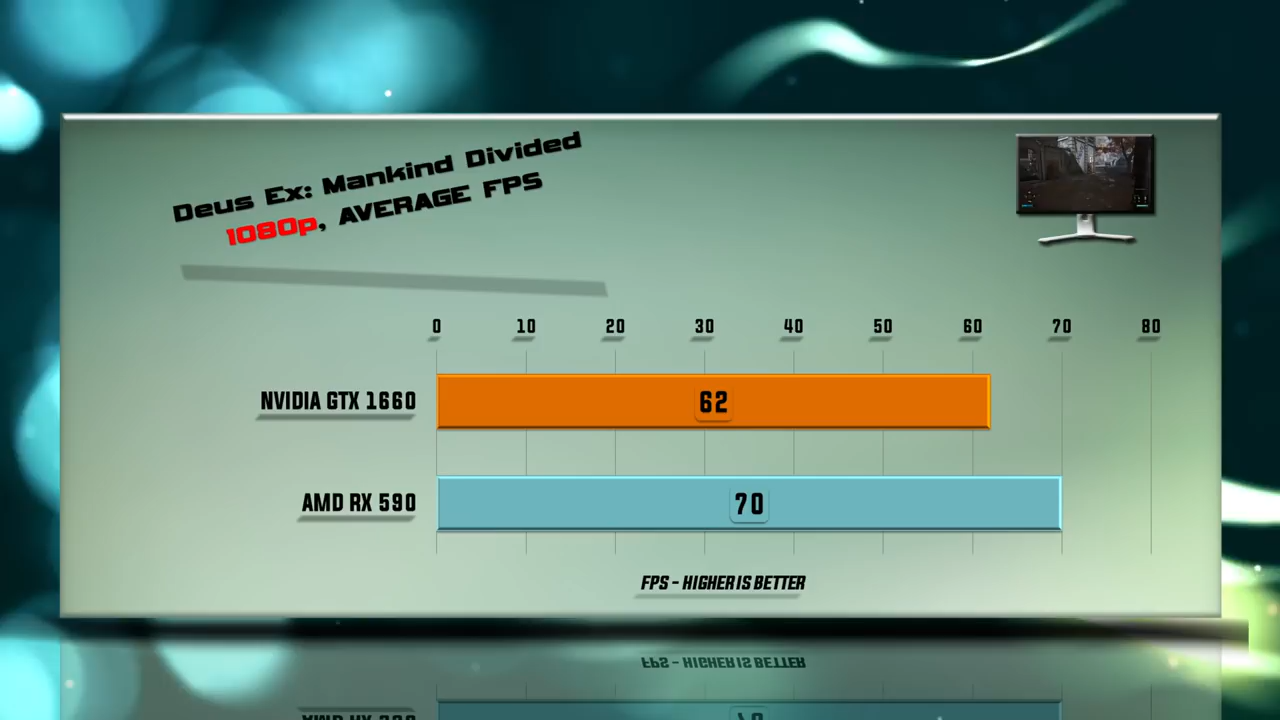 Deus Ex: Mankind Divided
1080p, AVERAGE FPS
0 10 20 30 40 50 60 70 80
NVIDIA GTX 1660 62
AMD RX 590 70
FPS - HIGHER IS BETTER